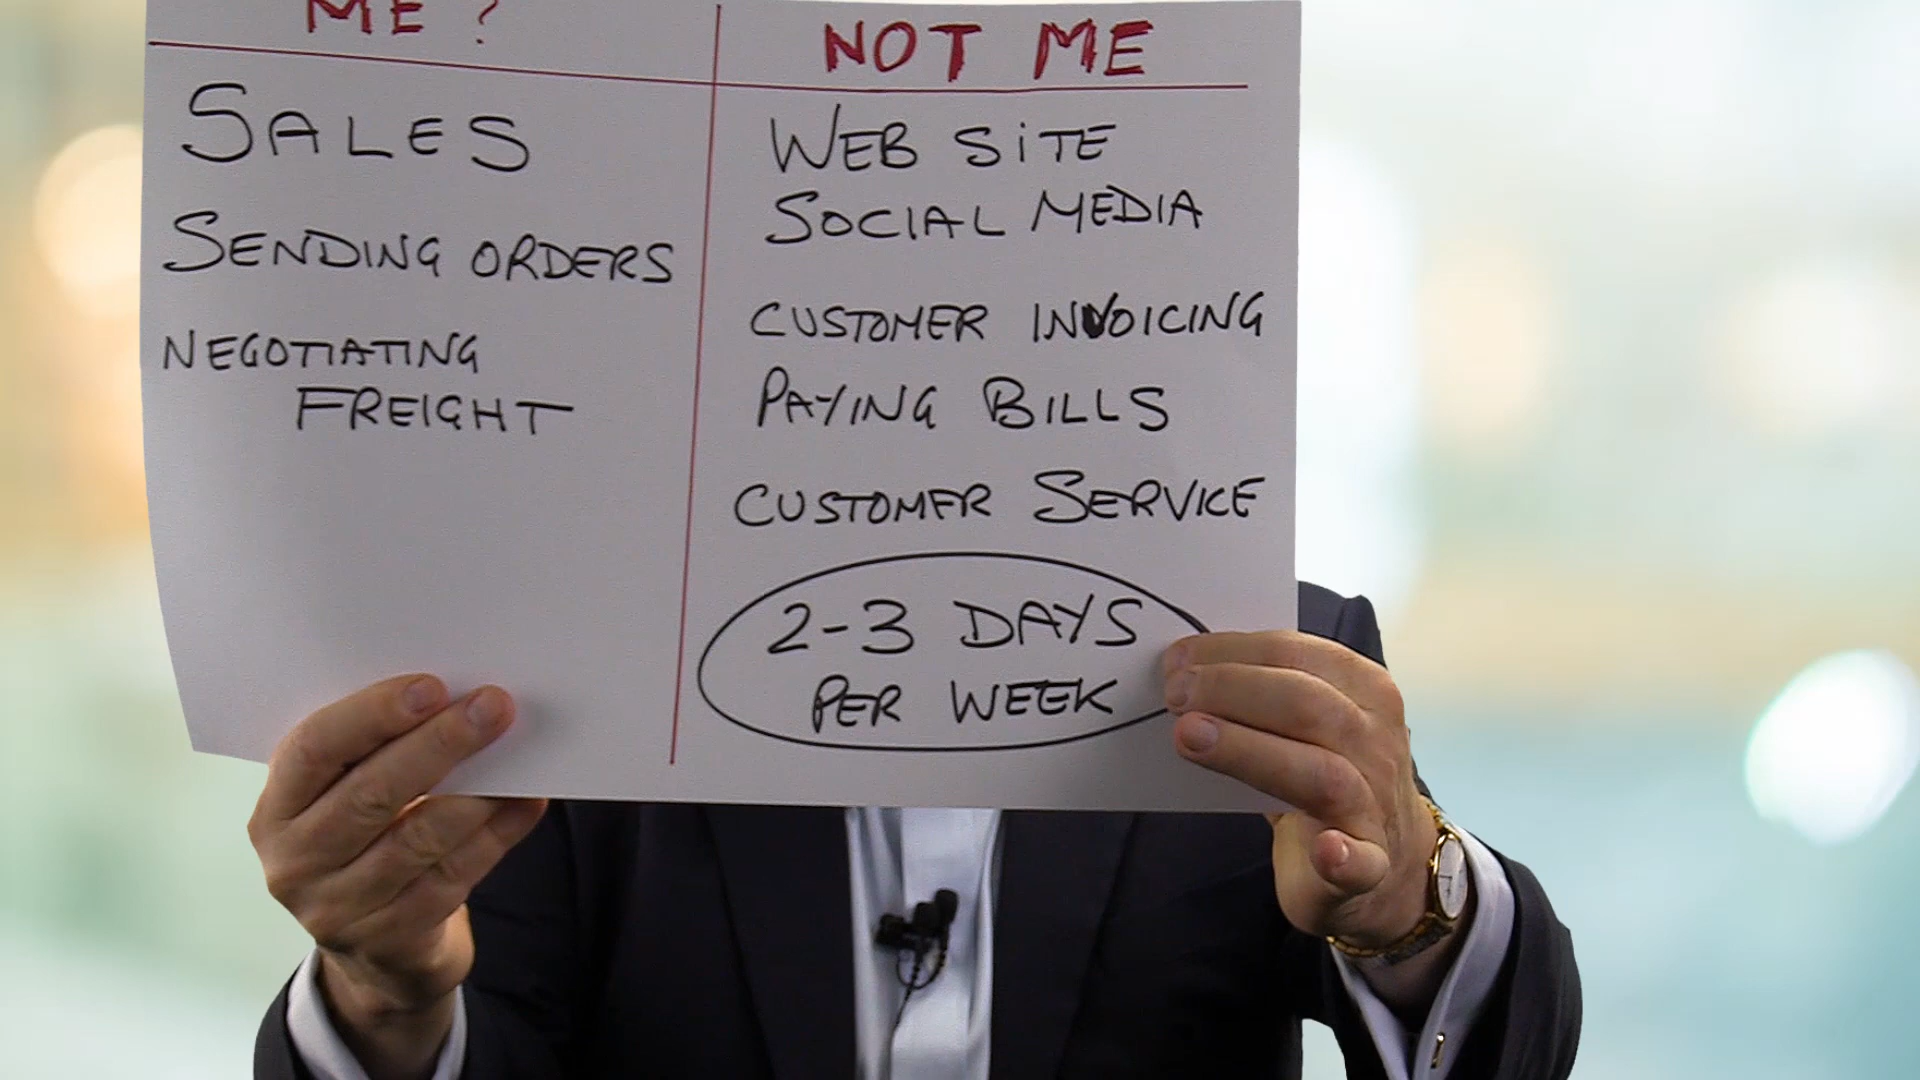 ME?
SALES
SENDING ORDERS
NEGOTIATING
FREIGHT
NOT ME
WEB SiTE
SOCIAL MEDIA
CUSTOMER INVOICING
PAYING BILLS
CUSTOMER SERVICE
2-3 DAYS
PER WEEK